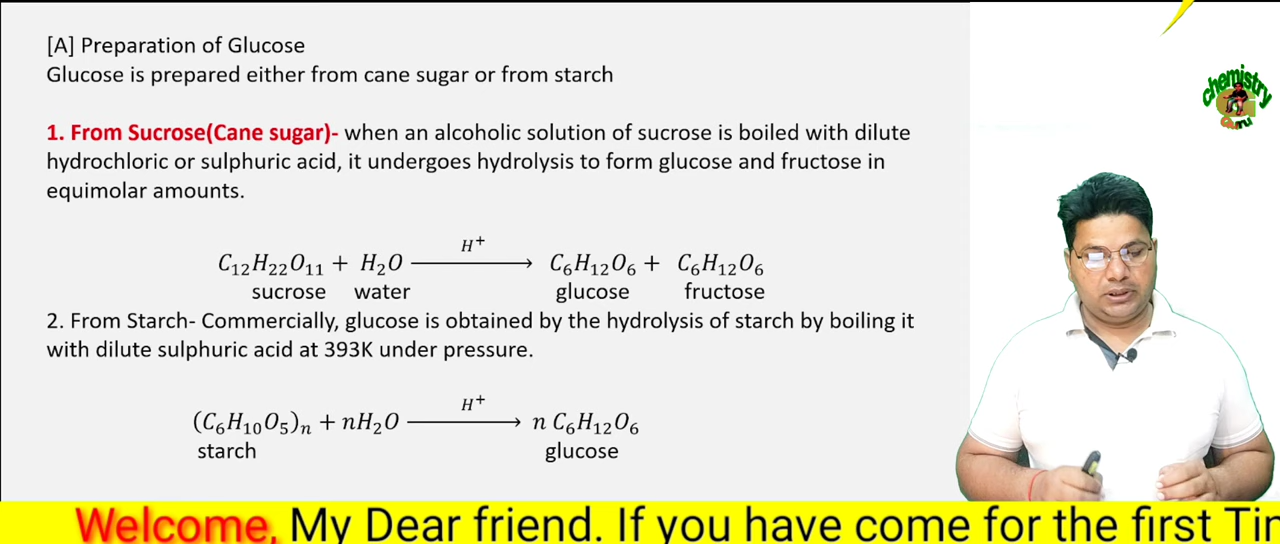 [A] Preparation of Glucose
Glucose is prepared either from cane sugar or from starch
1. From Sucrose(Cane sugar)- when an alcoholic solution of sucrose is boiled with dilute
hydrochloric or sulphuric acid, it undergoes hydrolysis to form glucose and fructose in
equimolar amounts.
H⁺
C₁₂H₂₂O₁₁ + H₂O ⟶ C₆H₁₂O₆ + C₆H₁₂O₆
sucrose water glucose fructose
2. From Starch- Commercially, glucose is obtained by the hydrolysis of starch by boiling it
with dilute sulphuric acid at 393K under pressure.
H⁺
(C₆H₁₀O₅)ₙ + nH₂O ⟶ n C₆H₁₂O₆
starch glucose
chemistry
Guru
Welcome, My Dear friend. If you have come for the first Tin